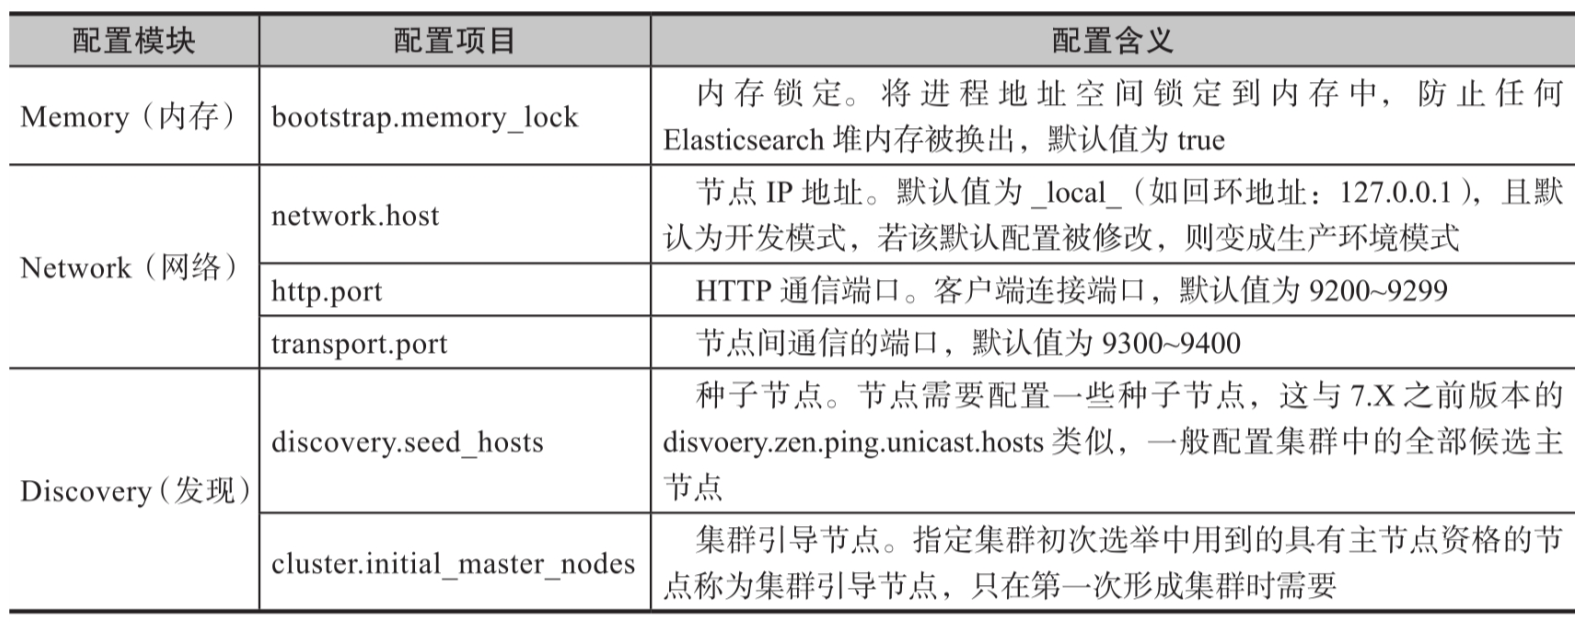 配置模块 配置项目 配置含义
Memory（内存） bootstrap.memory_lock
内存锁定。将进程地址空间锁定到内存中，防止任何
Elasticsearch 堆内存被换出，默认值为 true
Network（网络）
network.host
节点 IP 地址。默认值为 _local_（如回环地址：127.0.0.1），且默
认为开发模式，若该默认配置被修改，则变成生产环境模式
http.port HTTP 通信端口。客户端连接端口，默认值为 9200~9299
transport.port 节点间通信的端口，默认值为 9300~9400
Discovery（发现）
discovery.seed_hosts
种子节点。节点需要配置一些种子节点，这与 7.X 之前版本的
disvoery.zen.ping.unicast.hosts 类似，一般配置集群中的全部候选主
节点
cluster.initial_master_nodes
集群引导节点。指定集群初次选举中用到的具有主节点资格的节
点称为集群引导节点，只在第一次形成集群时需要